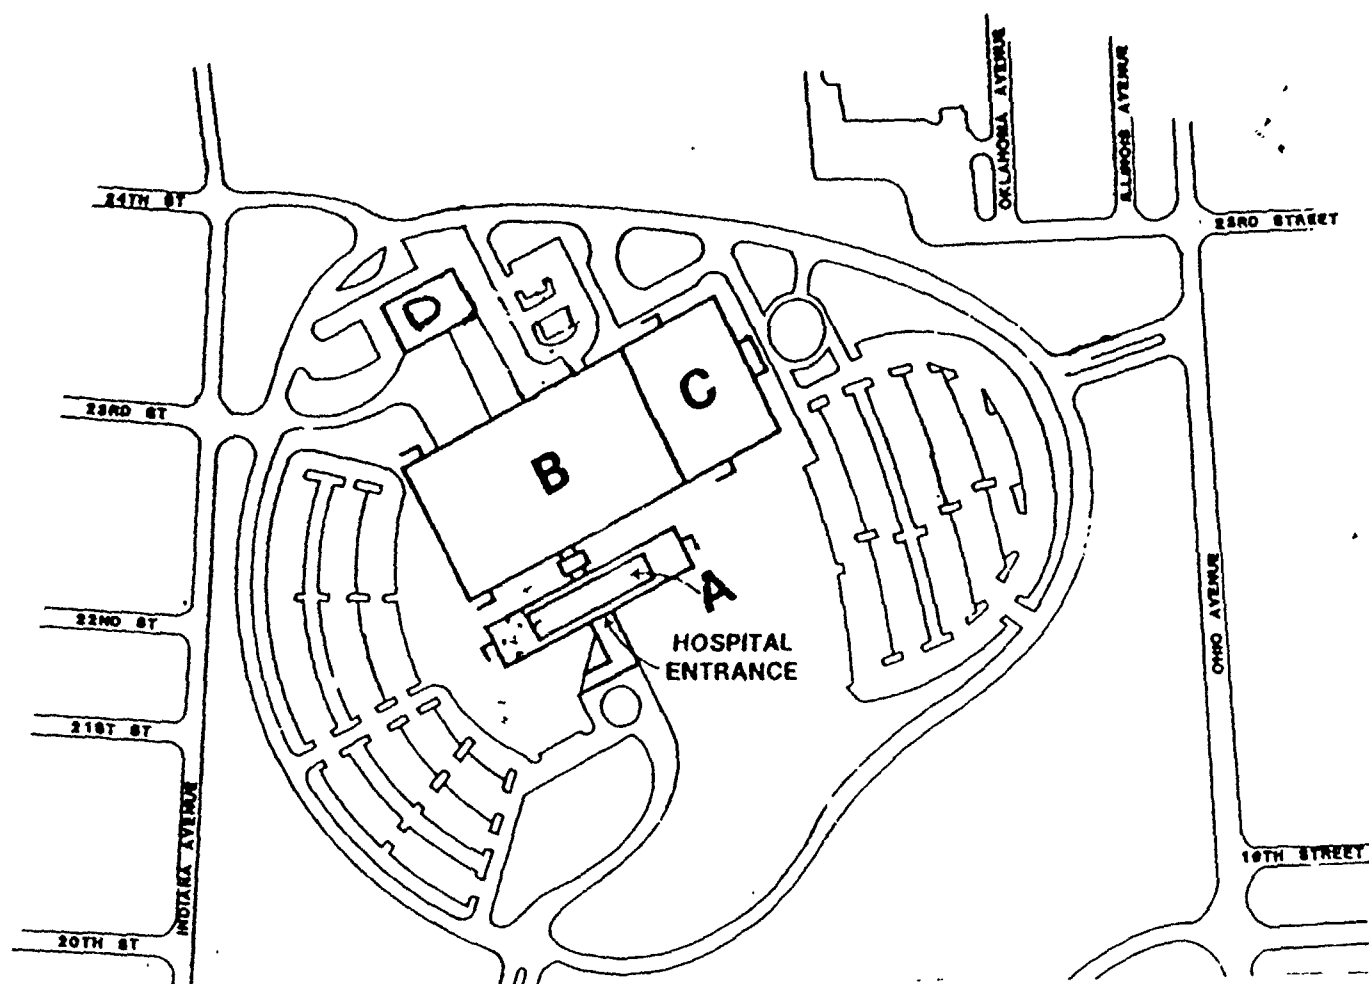 OKLAHOMA AVENUE
ILLINOIS AVENUE
24TH ST
23RD STREET
D
C
23RD ST
B
A
22ND ST
HOSPITAL
ENTRANCE
OHIO AVENUE
21ST ST
INDIANA AVENUE
19TH STREET
20TH ST